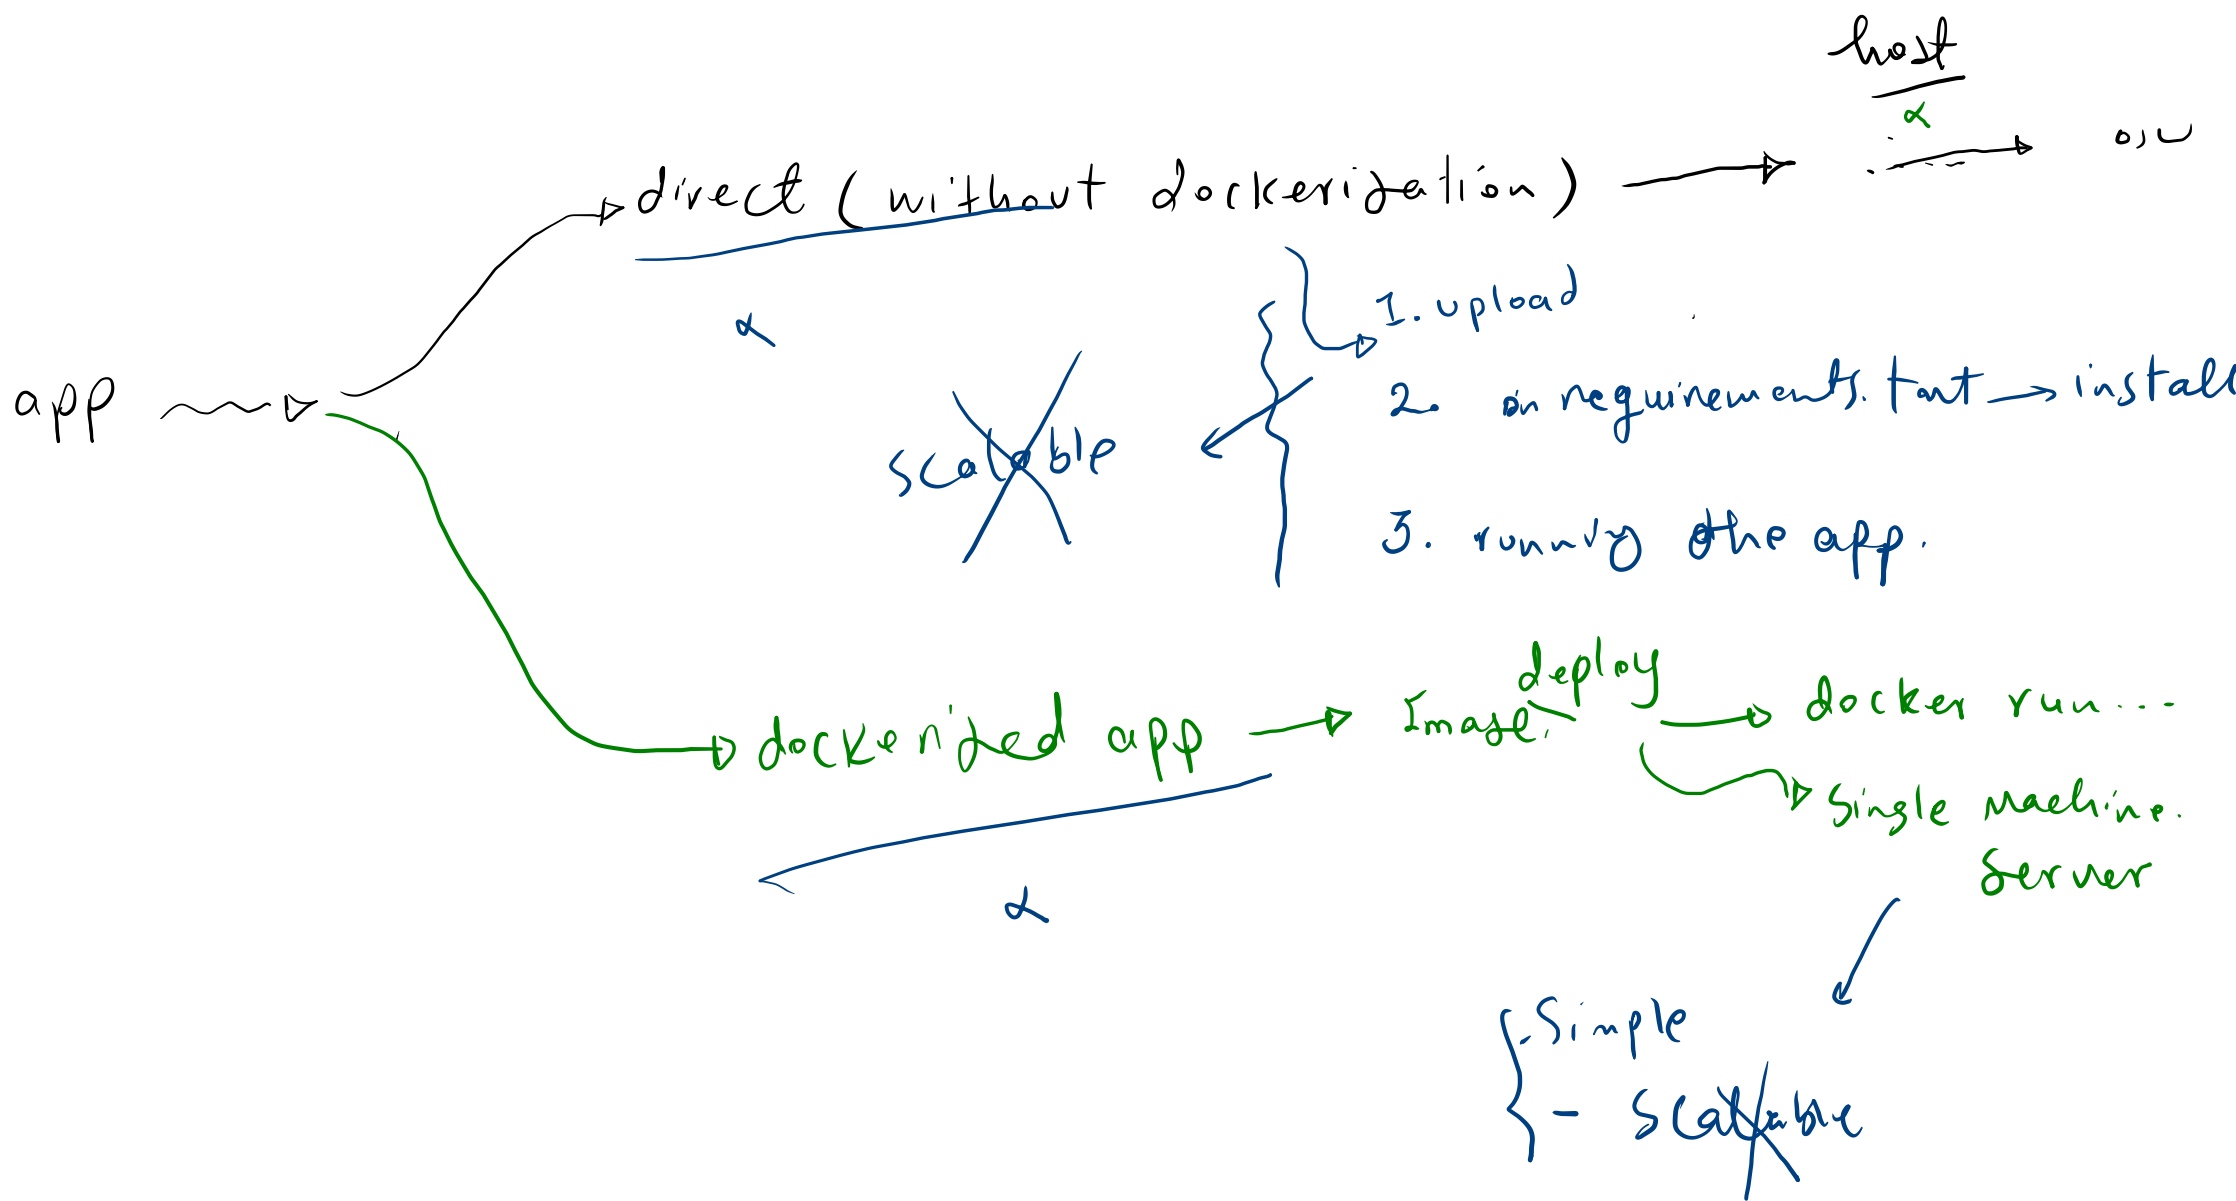 host
α
direct (without dockerization)
α
1. upload
app
2. requirements.txt → install
scalable
3. running the app.
deploy
dockerized app → Image. → docker run...
Single machine.
Server
α
- Simple
- scalable